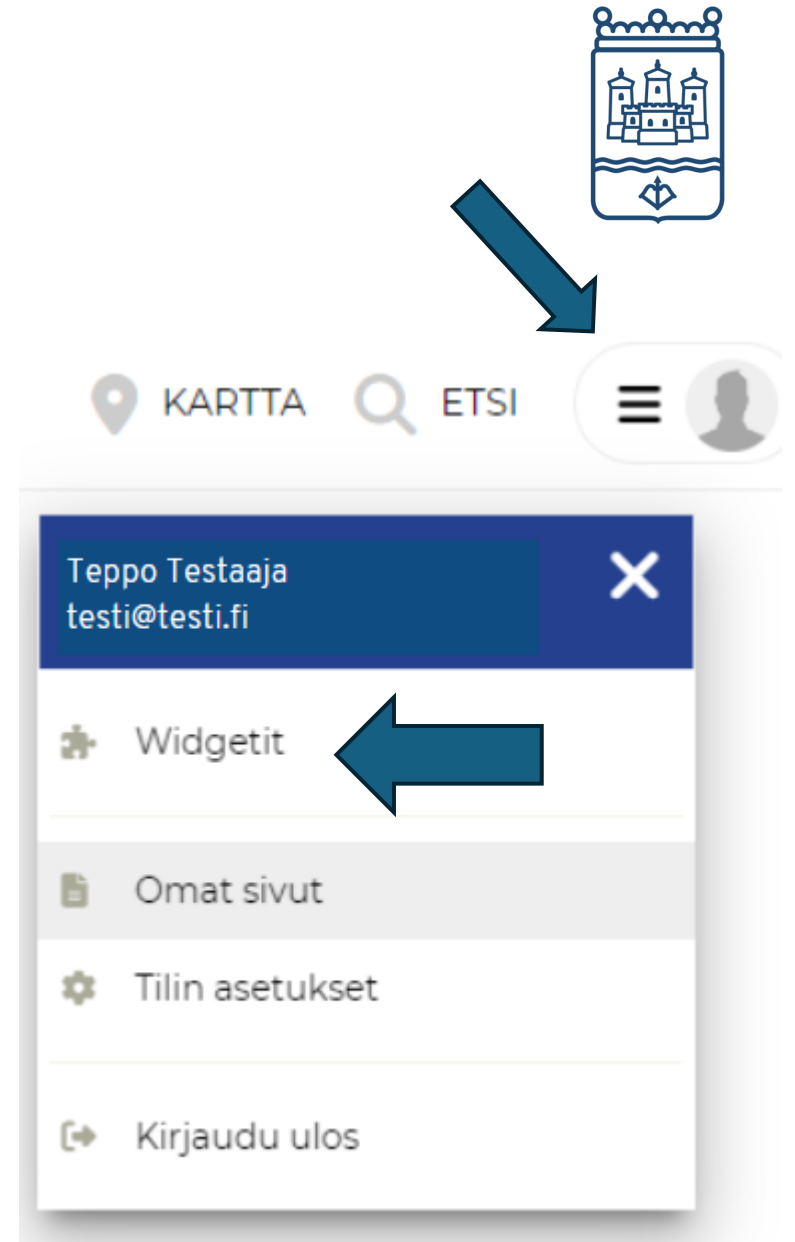 KARTTA
ETSI
Teppo Testaaja
testi@testi.fi
Widgetit
Omat sivut
Tilin asetukset
Kirjaudu ulos